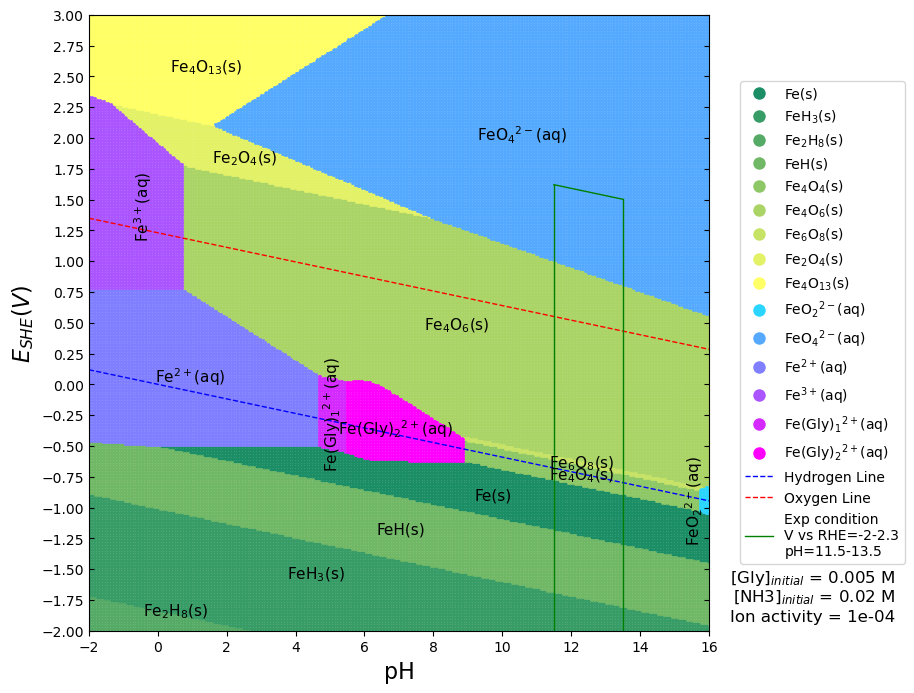 3.00
2.75
2.50
2.25
2.00
1.75
1.50
1.25
1.00
0.75
0.50
0.25
0.00
−0.25
−0.50
−0.75
−1.00
−1.25
−1.50
−1.75
−2.00
E_SHE(V)
−2 0 2 4 6 8 10 12 14 16
pH
Fe₄O₁₃(s)
FeO₄²⁻(aq)
Fe₂O₄(s)
Fe³⁺(aq)
Fe₄O₆(s)
Fe²⁺(aq)
Fe(Gly)₁²⁺(aq)
Fe(Gly)₂²⁺(aq)
Fe₆O₈(s)
Fe₄O₄(s)
FeO₂²⁻(aq)
Fe(s)
FeH(s)
FeH₃(s)
Fe₂H₈(s)
Fe(s)
FeH₃(s)
Fe₂H₈(s)
FeH(s)
Fe₄O₄(s)
Fe₄O₆(s)
Fe₆O₈(s)
Fe₂O₄(s)
Fe₄O₁₃(s)
FeO₂²⁻(aq)
FeO₄²⁻(aq)
Fe²⁺(aq)
Fe³⁺(aq)
Fe(Gly)₁²⁺(aq)
Fe(Gly)₂²⁺(aq)
Hydrogen Line
Oxygen Line
Exp condition
V vs RHE=-2-2.3
pH=11.5-13.5
[Gly]initial = 0.005 M
[NH3]initial = 0.02 M
Ion activity = 1e-04